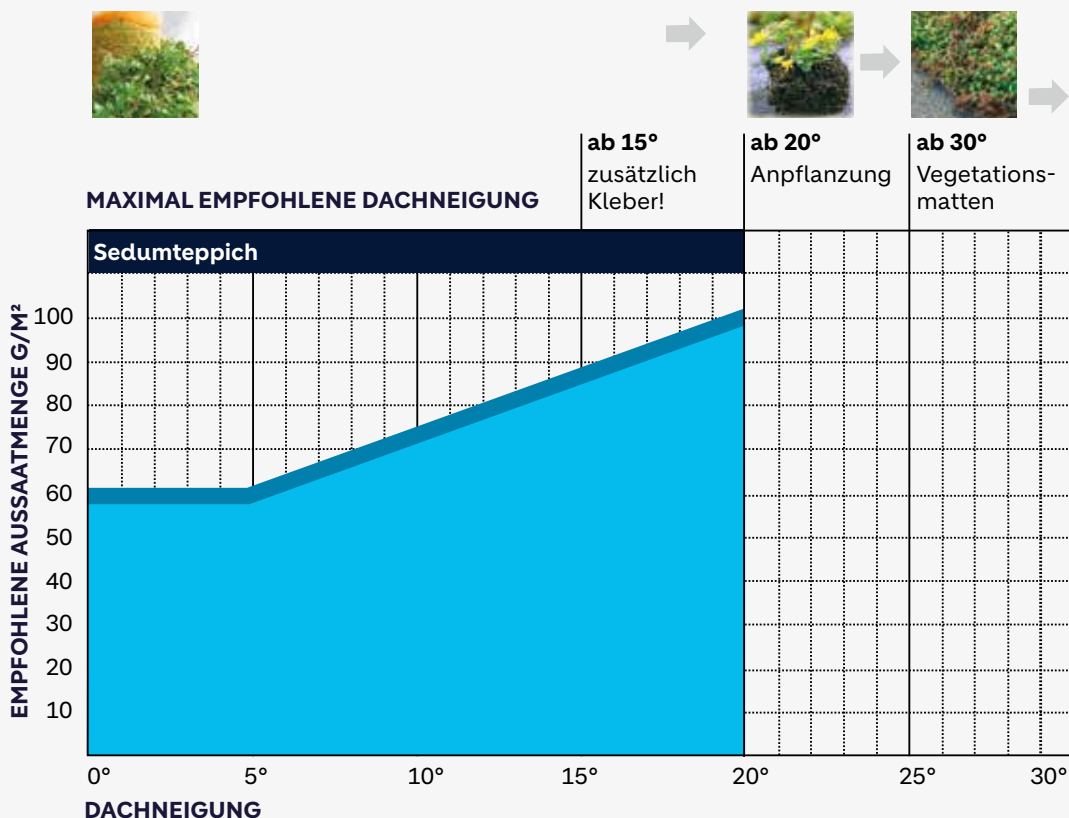 ab 15°
zusätzlich
Kleber!
ab 20°
Anpflanzung
ab 30°
Vegetations-
matten
MAXIMAL EMPFOHLENE DACHNEIGUNG
Sedumteppich
EMPFOHLENE AUSSAATMENGE G/M²
100
90
80
70
60
50
40
30
20
10
0° 5° 10° 15° 20° 25° 30°
DACHNEIGUNG